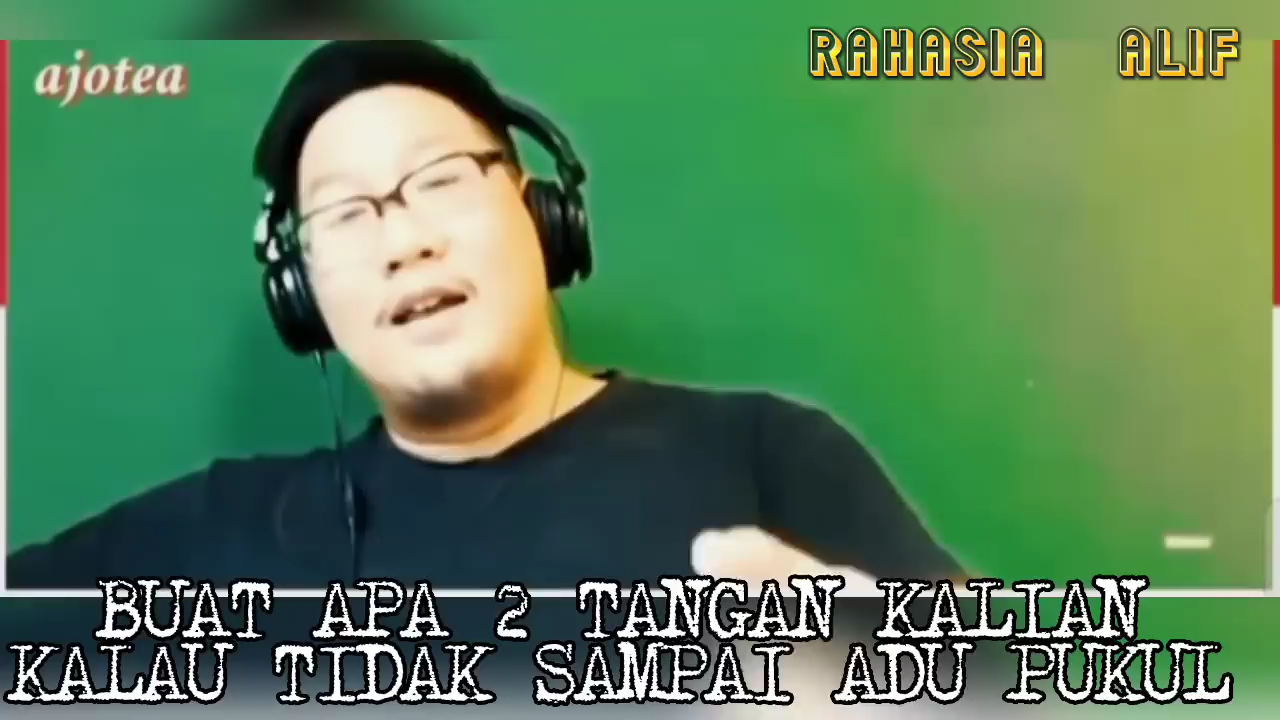 ajotea
RAHASIA ALIF
BUAT APA 2 TANGAN KALIAN
KALAU TIDAK SAMPAI ADU PUKUL